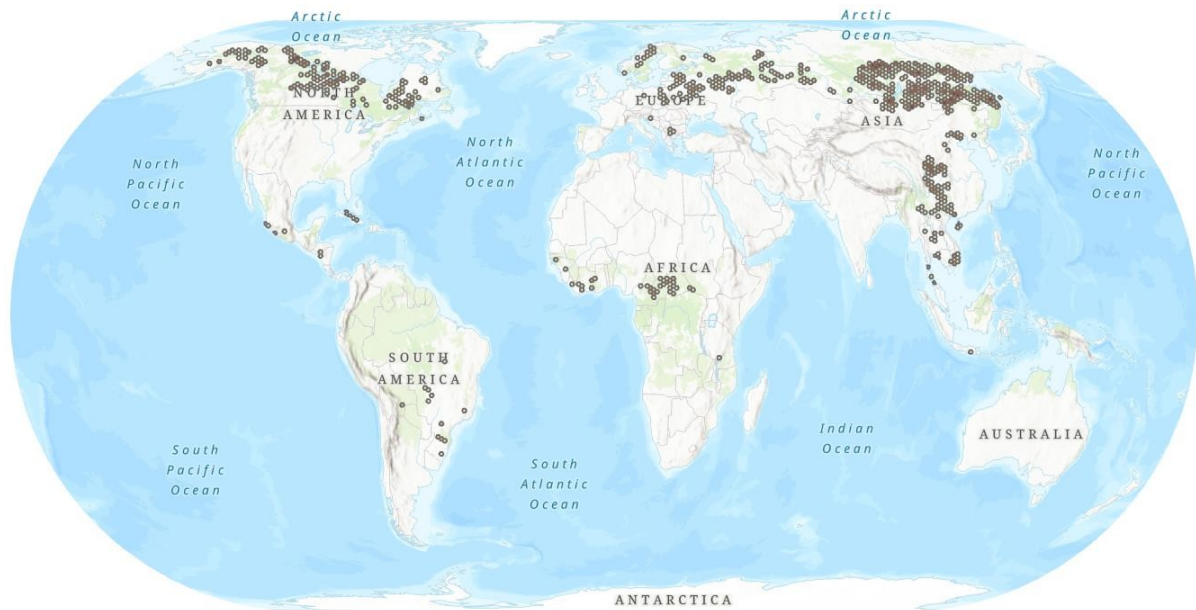 Arctic
Ocean
Arctic
Ocean
NORTH
AMERICA
EUROPE
ASIA
North
Pacific
Ocean
North
Atlantic
Ocean
North
Pacific
Ocean
AFRICA
SOUTH
AMERICA
South
Pacific
Ocean
South
Atlantic
Ocean
Indian
Ocean
AUSTRALIA
ANTARCTICA